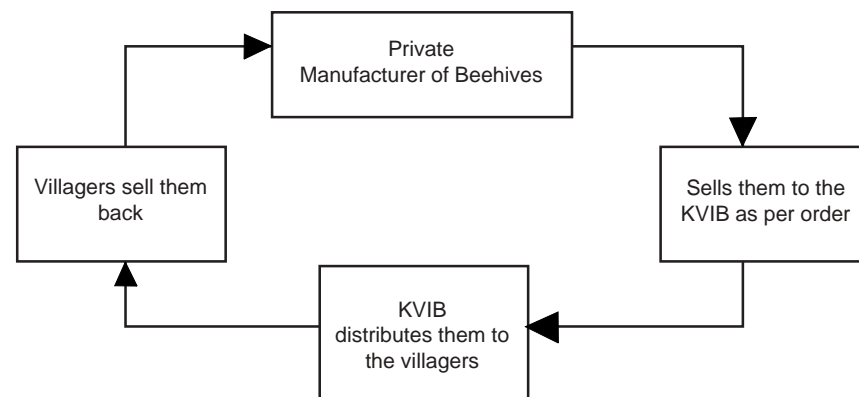 Private
Manufacturer of Beehives
Sells them to the
KVIB as per order
KVIB
distributes them to
the villagers
Villagers sell them
back